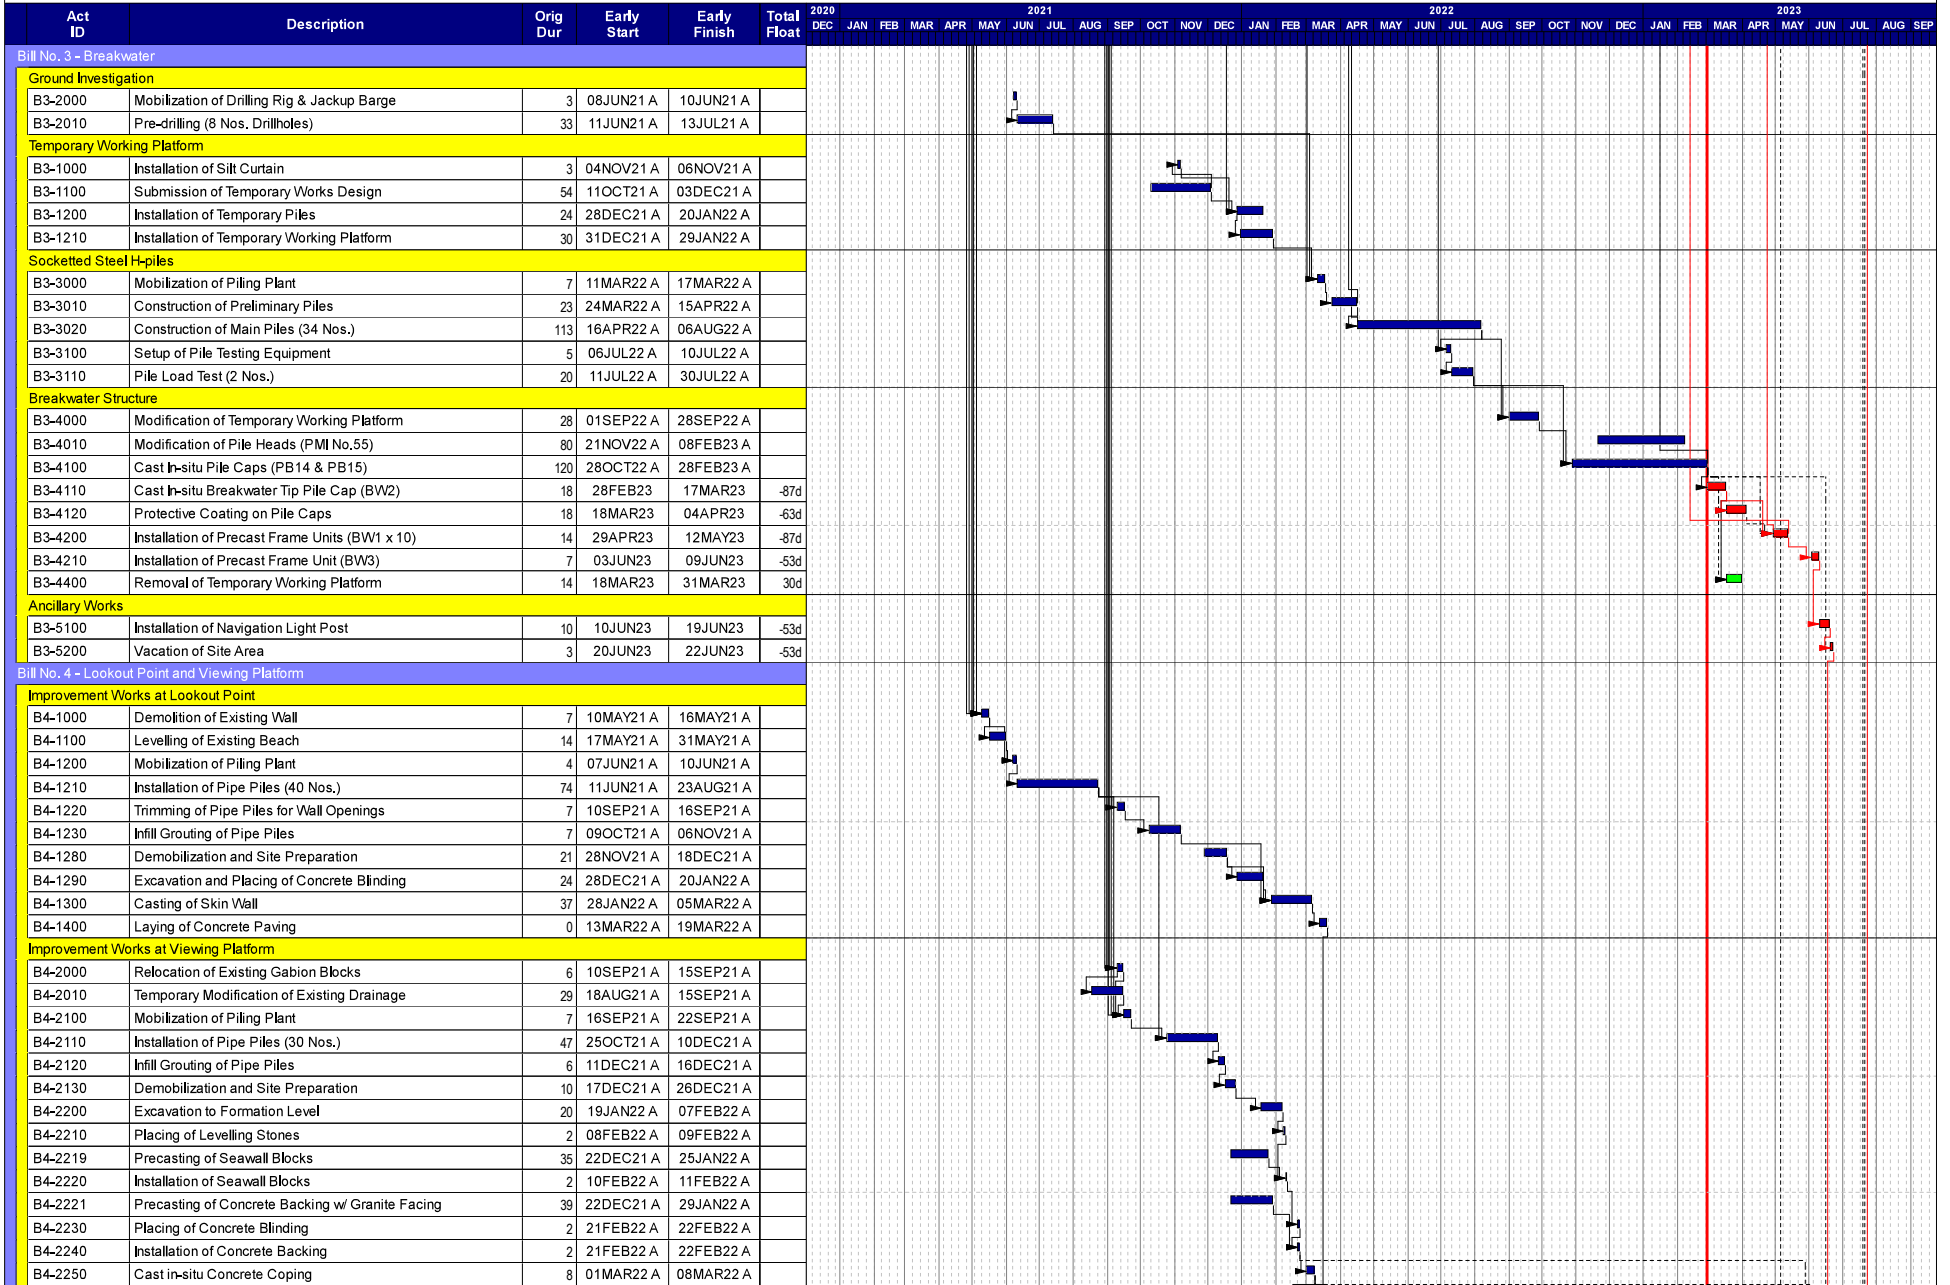 Act ID Description Orig Dur Early Start Early Finish Total Float
2020 2021 2022 2023
DEC JAN FEB MAR APR MAY JUN JUL AUG SEP OCT NOV DEC JAN FEB MAR APR MAY JUN JUL AUG SEP OCT NOV DEC JAN FEB MAR APR MAY JUN JUL AUG SEP
Bill No. 3 - Breakwater
Ground Investigation
B3-2000 Mobilization of Drilling Rig & Jackup Barge 3 08JUN21 A 10JUN21 A
B3-2010 Pre-drilling (8 Nos. Drillholes) 33 11JUN21 A 13JUL21 A
Temporary Working Platform
B3-1000 Installation of Silt Curtain 3 04NOV21 A 06NOV21 A
B3-1100 Submission of Temporary Works Design 54 11OCT21 A 03DEC21 A
B3-1200 Installation of Temporary Piles 24 28DEC21 A 20JAN22 A
B3-1210 Installation of Temporary Working Platform 30 31DEC21 A 29JAN22 A
Socketted Steel H-piles
B3-3000 Mobilization of Piling Plant 7 11MAR22 A 17MAR22 A
B3-3010 Construction of Preliminary Piles 23 24MAR22 A 15APR22 A
B3-3020 Construction of Main Piles (34 Nos.) 113 16APR22 A 06AUG22 A
B3-3100 Setup of Pile Testing Equipment 5 06JUL22 A 10JUL22 A
B3-3110 Pile Load Test (2 Nos.) 20 11JUL22 A 30JUL22 A
Breakwater Structure
B3-4000 Modification of Temporary Working Platform 28 01SEP22 A 28SEP22 A
B3-4010 Modification of Pile Heads (PMI No.55) 80 21NOV22 A 08FEB23 A
B3-4100 Cast In-situ Pile Caps (PB14 & PB15) 120 28OCT22 A 28FEB23 A
B3-4110 Cast In-situ Breakwater Tip Pile Cap (BW2) 18 28FEB23 17MAR23 -87d
B3-4120 Protective Coating on Pile Caps 18 18MAR23 04APR23 -63d
B3-4200 Installation of Precast Frame Units (BW1 x 10) 14 29APR23 12MAY23 -87d
B3-4210 Installation of Precast Frame Unit (BW3) 7 03JUN23 09JUN23 -53d
B3-4400 Removal of Temporary Working Platform 14 18MAR23 31MAR23 30d
Ancillary Works
B3-5100 Installation of Navigation Light Post 10 10JUN23 19JUN23 -53d
B3-5200 Vacation of Site Area 3 20JUN23 22JUN23 -53d
Bill No. 4 - Lookout Point and Viewing Platform
Improvement Works at Lookout Point
B4-1000 Demolition of Existing Wall 7 10MAY21 A 16MAY21 A
B4-1100 Levelling of Existing Beach 14 17MAY21 A 31MAY21 A
B4-1200 Mobilization of Piling Plant 4 07JUN21 A 10JUN21 A
B4-1210 Installation of Pipe Piles (40 Nos.) 74 11JUN21 A 23AUG21 A
B4-1220 Trimming of Pipe Piles for Wall Openings 7 10SEP21 A 16SEP21 A
B4-1230 Infill Grouting of Pipe Piles 7 09OCT21 A 06NOV21 A
B4-1280 Demobilization and Site Preparation 21 28NOV21 A 18DEC21 A
B4-1290 Excavation and Placing of Concrete Blinding 24 28DEC21 A 20JAN22 A
B4-1300 Casting of Skin Wall 37 28JAN22 A 05MAR22 A
B4-1400 Laying of Concrete Paving 0 13MAR22 A 19MAR22 A
Improvement Works at Viewing Platform
B4-2000 Relocation of Existing Gabion Blocks 6 10SEP21 A 15SEP21 A
B4-2010 Temporary Modification of Existing Drainage 29 18AUG21 A 15SEP21 A
B4-2100 Mobilization of Piling Plant 7 16SEP21 A 22SEP21 A
B4-2110 Installation of Pipe Piles (30 Nos.) 47 25OCT21 A 10DEC21 A
B4-2120 Infill Grouting of Pipe Piles 6 11DEC21 A 16DEC21 A
B4-2130 Demobilization and Site Preparation 10 17DEC21 A 26DEC21 A
B4-2200 Excavation to Formation Level 20 19JAN22 A 07FEB22 A
B4-2210 Placing of Levelling Stones 2 08FEB22 A 09FEB22 A
B4-2219 Precasting of Seawall Blocks 35 22DEC21 A 25JAN22 A
B4-2220 Installation of Seawall Blocks 2 10FEB22 A 11FEB22 A
B4-2221 Precasting of Concrete Backing w/ Granite Facing 39 22DEC21 A 29JAN22 A
B4-2230 Placing of Concrete Blinding 2 21FEB22 A 22FEB22 A
B4-2240 Installation of Concrete Backing 2 21FEB22 A 22FEB22 A
B4-2250 Cast in-situ Concrete Coping 8 01MAR22 A 08MAR22 A